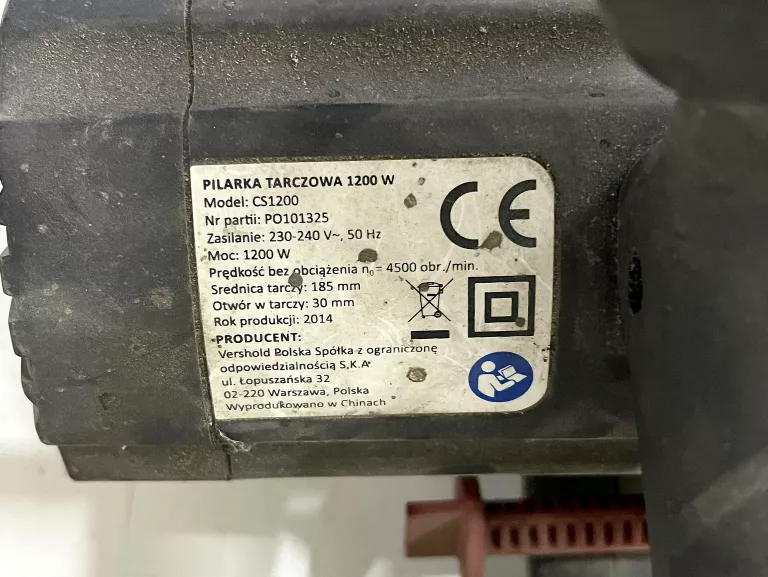 PILARKA TARCZOWA 1200 W
Model: CS1200
Nr partii: PO101325
Zasilanie: 230-240 V~, 50 Hz
Moc: 1200 W
Prędkość bez obciążenia n₀ = 4500 obr./min.
Srednica tarczy: 185 mm
Otwór w tarczy: 30 mm
Rok produkcji: 2014
PRODUCENT:
Vershold Polska Spółka z ograniczonę
odpowiedzialnością S.K.A
ul. Łopuszańska 32
02-220 Warszawa, Polska
Wyprodukowano w Chinach
CE